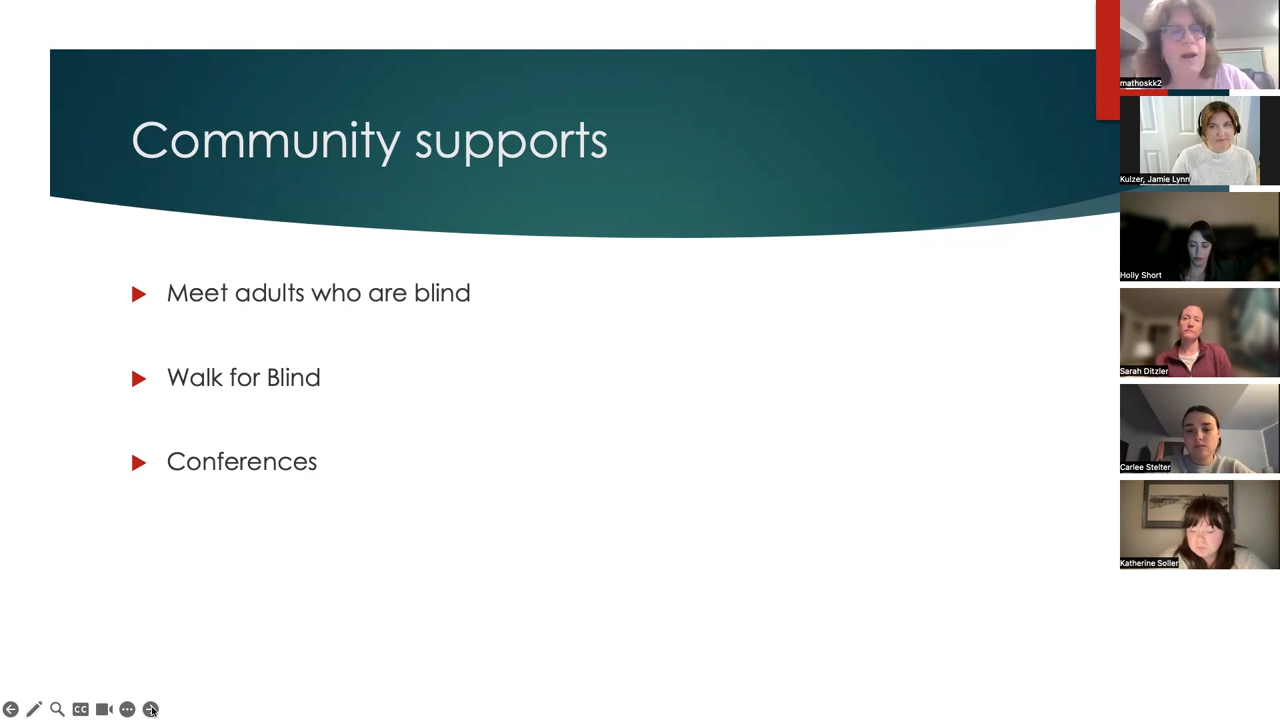 Community supports
Meet adults who are blind
Walk for Blind
Conferences
mathoskk2
Kulzer, Jamie Lynn
Holly Short
Sarah Ditzler
Carlee Stelter
Katherine Soller
CC